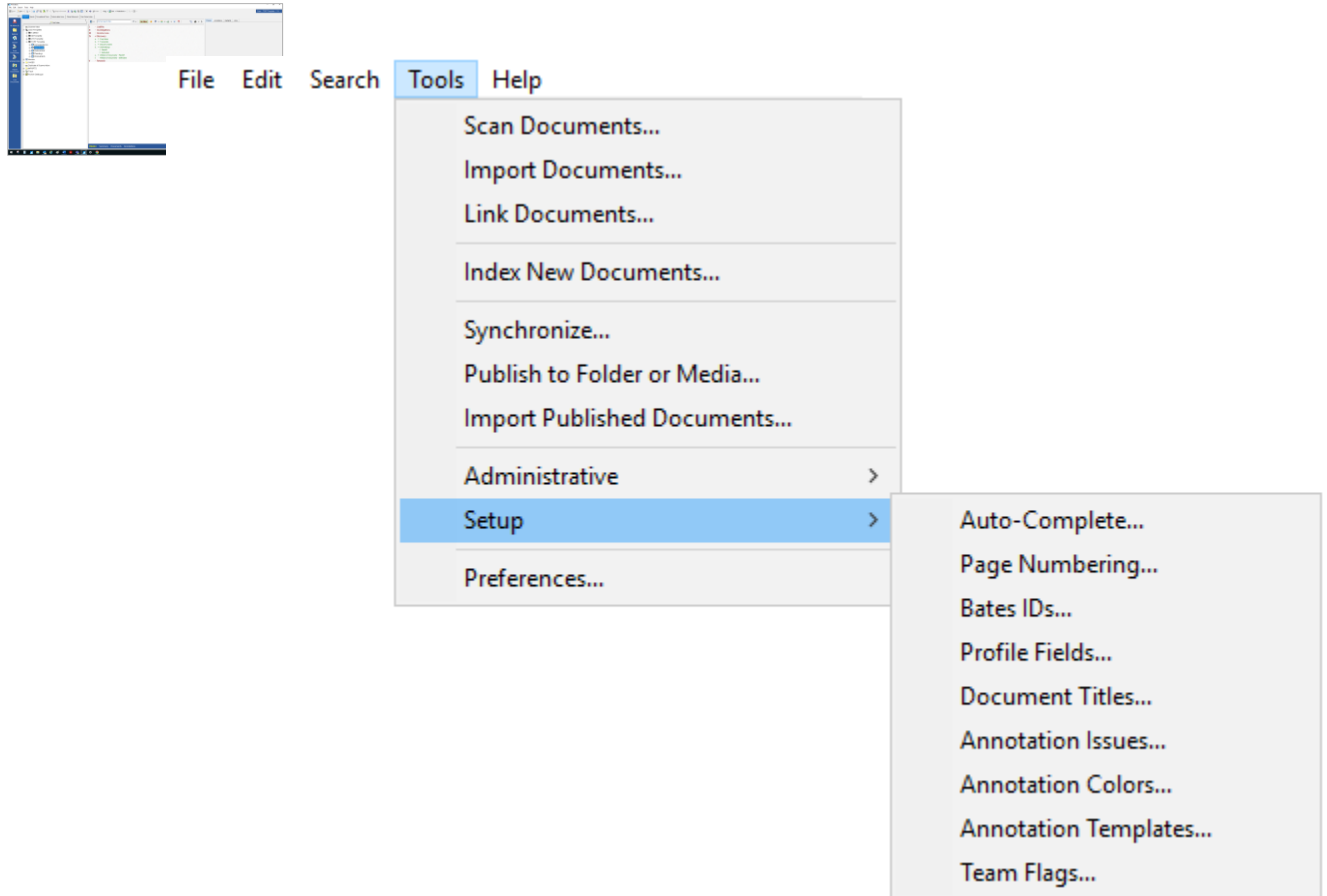 File Edit Search Tools Help
Scan Documents...
Import Documents...
Link Documents...
Index New Documents...
Synchronize...
Publish to Folder or Media...
Import Published Documents...
Administrative
Setup
Preferences...
Auto-Complete...
Page Numbering...
Bates IDs...
Profile Fields...
Document Titles...
Annotation Issues...
Annotation Colors...
Annotation Templates...
Team Flags...